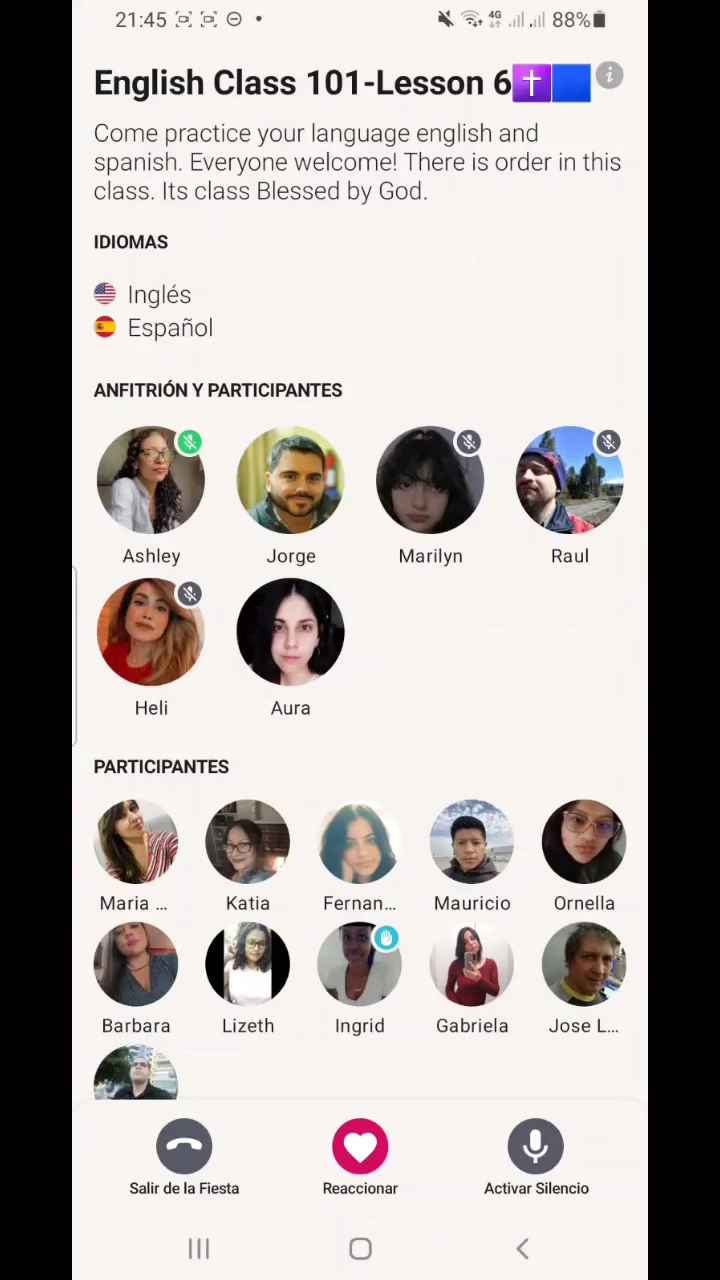 21:45 4G 88%
English Class 101-Lesson 6
Come practice your language english and
spanish. Everyone welcome! There is order in this
class. Its class Blessed by God.
IDIOMAS
Inglés
Español
ANFITRIÓN Y PARTICIPANTES
Ashley Jorge Marilyn Raul
Heli Aura
PARTICIPANTES
Maria ... Katia Fernan... Mauricio Ornella
Barbara Lizeth Ingrid Gabriela Jose L...
Salir de la Fiesta Reaccionar Activar Silencio